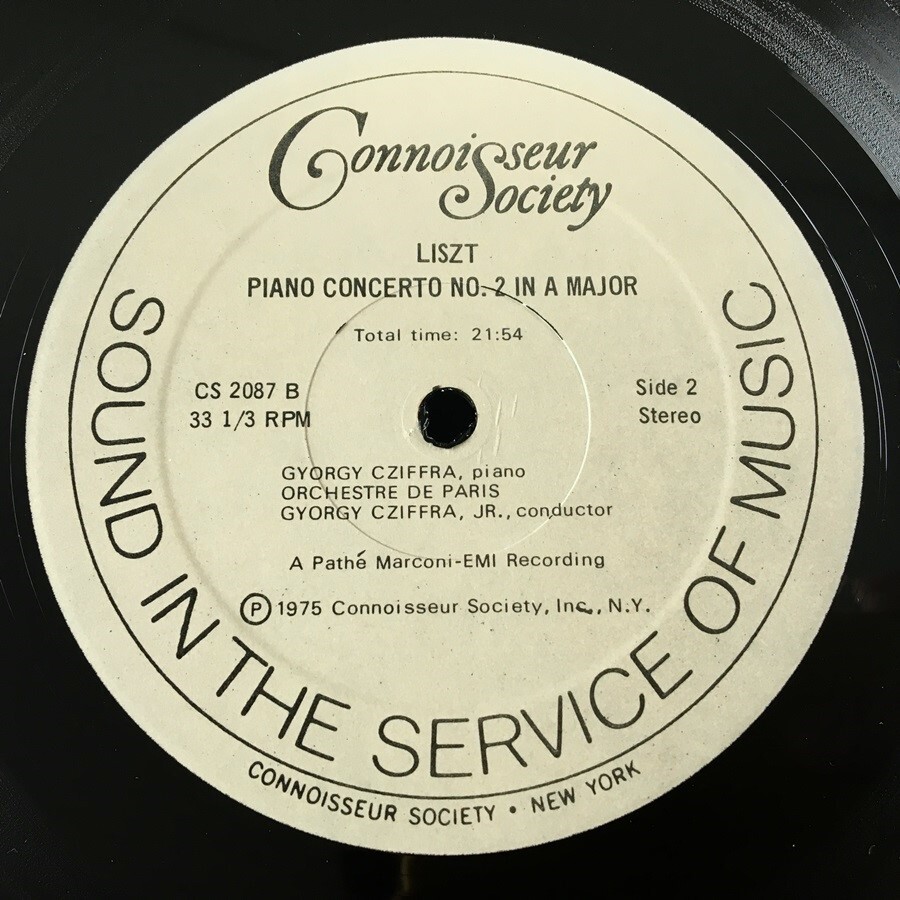 Connoisseur
Society
LISZT
PIANO CONCERTO NO. 2 IN A MAJOR
Total time: 21:54
CS 2087 B
33 1/3 RPM
Side 2
Stereo
GYORGY CZIFFRA, piano
ORCHESTRE DE PARIS
GYORGY CZIFFRA, JR., conductor
A Pathé Marconi-EMI Recording
Ⓟ 1975 Connoisseur Society, Inc., N.Y.
SOUND IN THE SERVICE OF MUSIC
CONNOISSEUR SOCIETY • NEW YORK